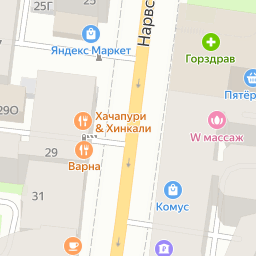 25Г
Яндекс Маркет
Нарвс
Горздрав
Пятёр
29О
Хачапури
& Хинкали
W массаж
29
Варна
31
Комус